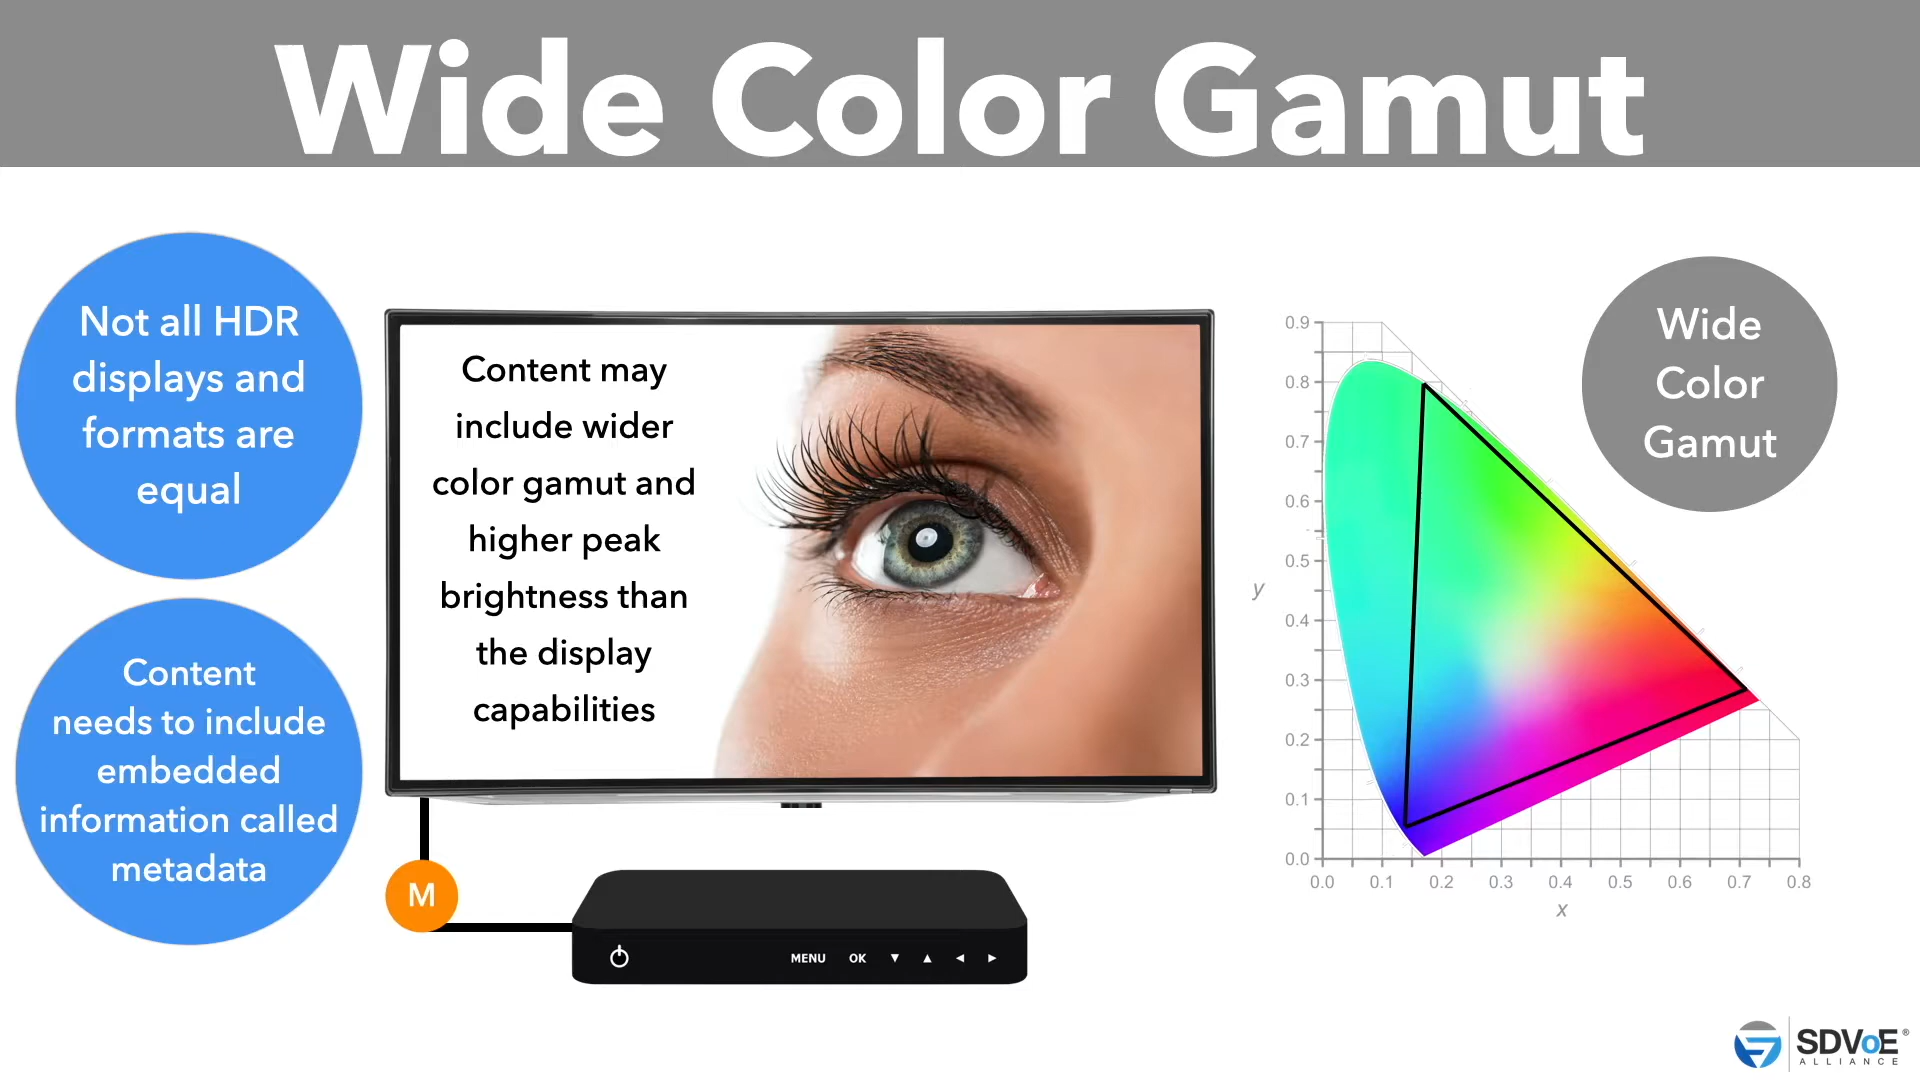 Wide Color Gamut
Not all HDR
displays and
formats are
equal
Content
needs to include
embedded
information called
metadata
Content may
include wider
color gamut and
higher peak
brightness than
the display
capabilities
M
MENU OK ▼ ▲ ◀ ▶
Wide
Color
Gamut
0.9
0.8
0.7
0.6
0.5
y
0.4
0.3
0.2
0.1
0.0
0.0 0.1 0.2 0.3 0.4 0.5 0.6 0.7 0.8
x
SDVoE®
ALLIANCE